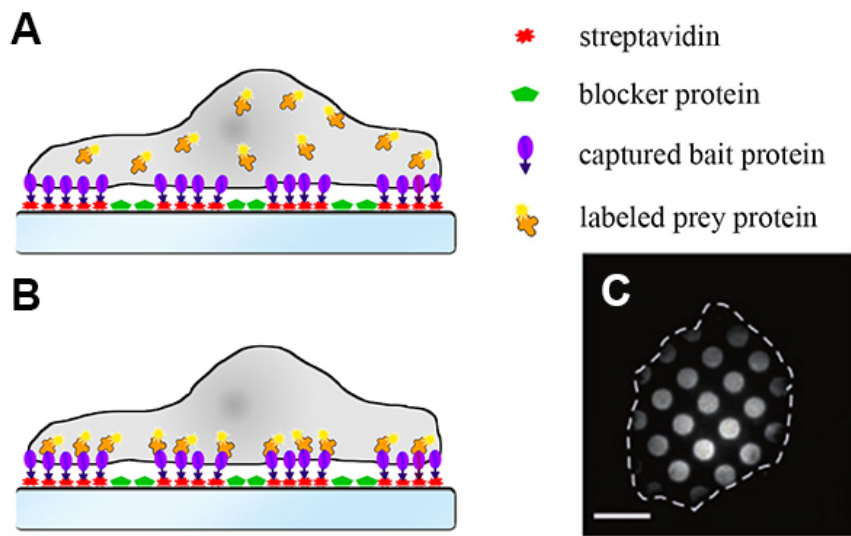 A
streptavidin
blocker protein
captured bait protein
labeled prey protein
B
C